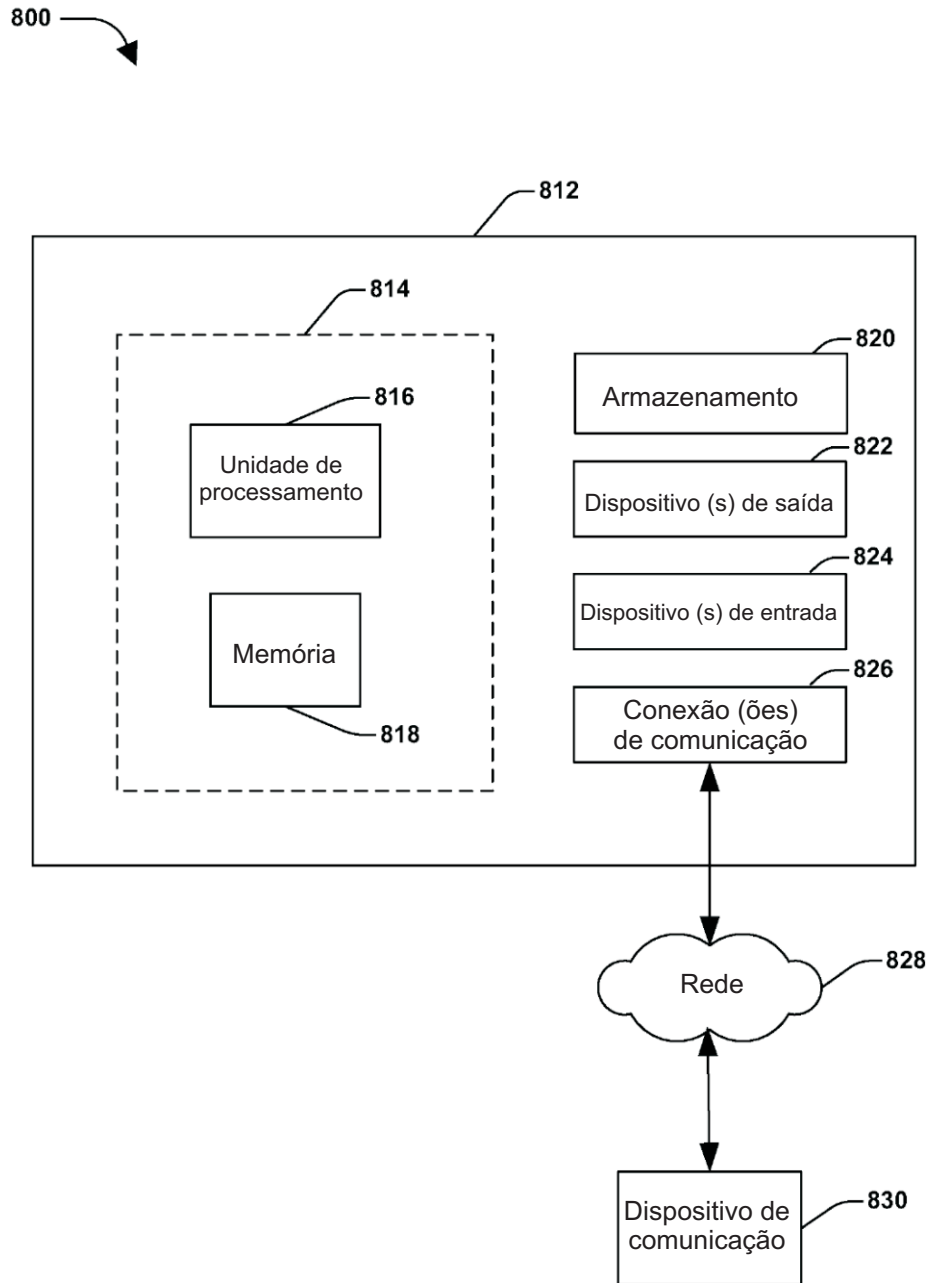 800
812
814
820
Armazenamento
816
822
Unidade de
processamento
Dispositivo (s) de saída
824
Dispositivo (s) de entrada
Memória
826
Conexão (ões)
de comunicação
818
828
Rede
830
Dispositivo de
comunicação